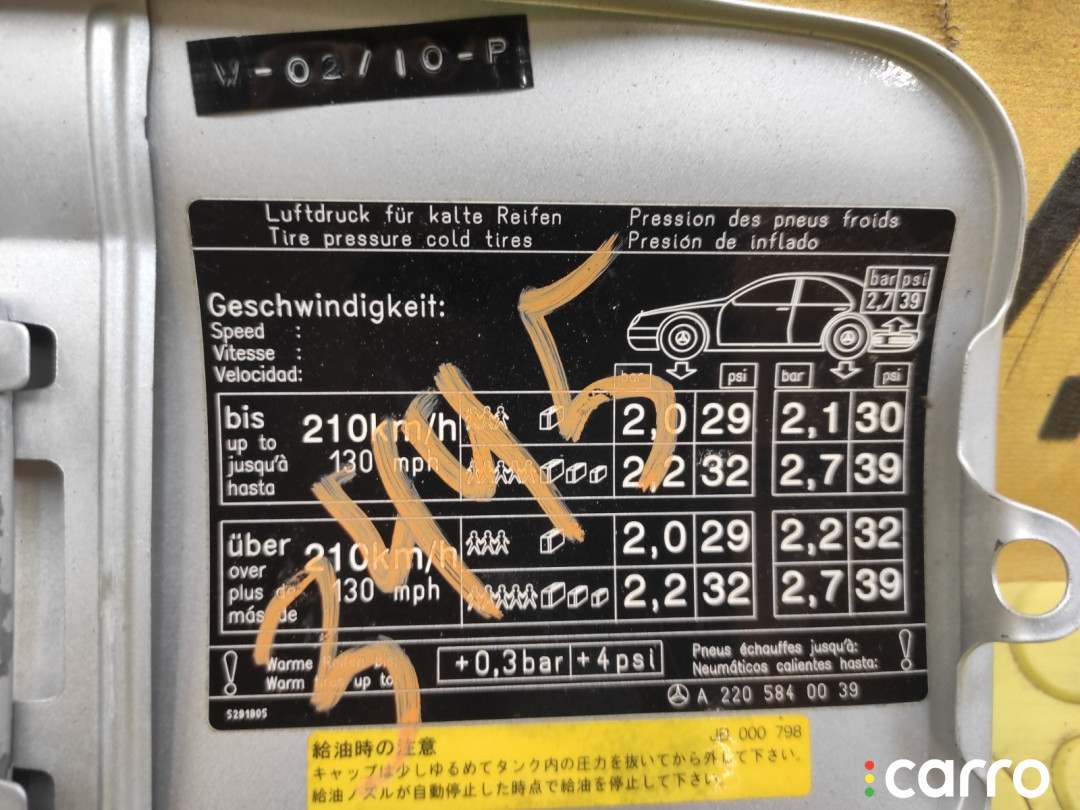 W-02/10-P
Luftdruck für kalte Reifen
Tire pressure cold tires
Pression des pneus froids
Presión de inflado
bar psi
2,7 39
Geschwindigkeit:
Speed :
Vitesse :
Velocidad:
bar psi bar psi
bis
up to
jusqu'à
hasta
210km/h
130 mph
2,0 29 2,1 30
2,2 32 2,7 39
über
over
plus de
más de
210km/h
130 mph
2,0 29 2,2 32
2,2 32 2,7 39
! Warme Reifen bis:
Warm tires up to
+0,3bar +4psi
Pneus échauffes jusqu'à:
Neumáticos calientes hasta: !
A 220 584 00 39
5291905
JB 000 798
給油時の注意
キャップは少しゆるめてタンク内の圧力を抜いてから外して下さい。
給油ノズルが自動停止した時点で給油を停止して下さい。
carro